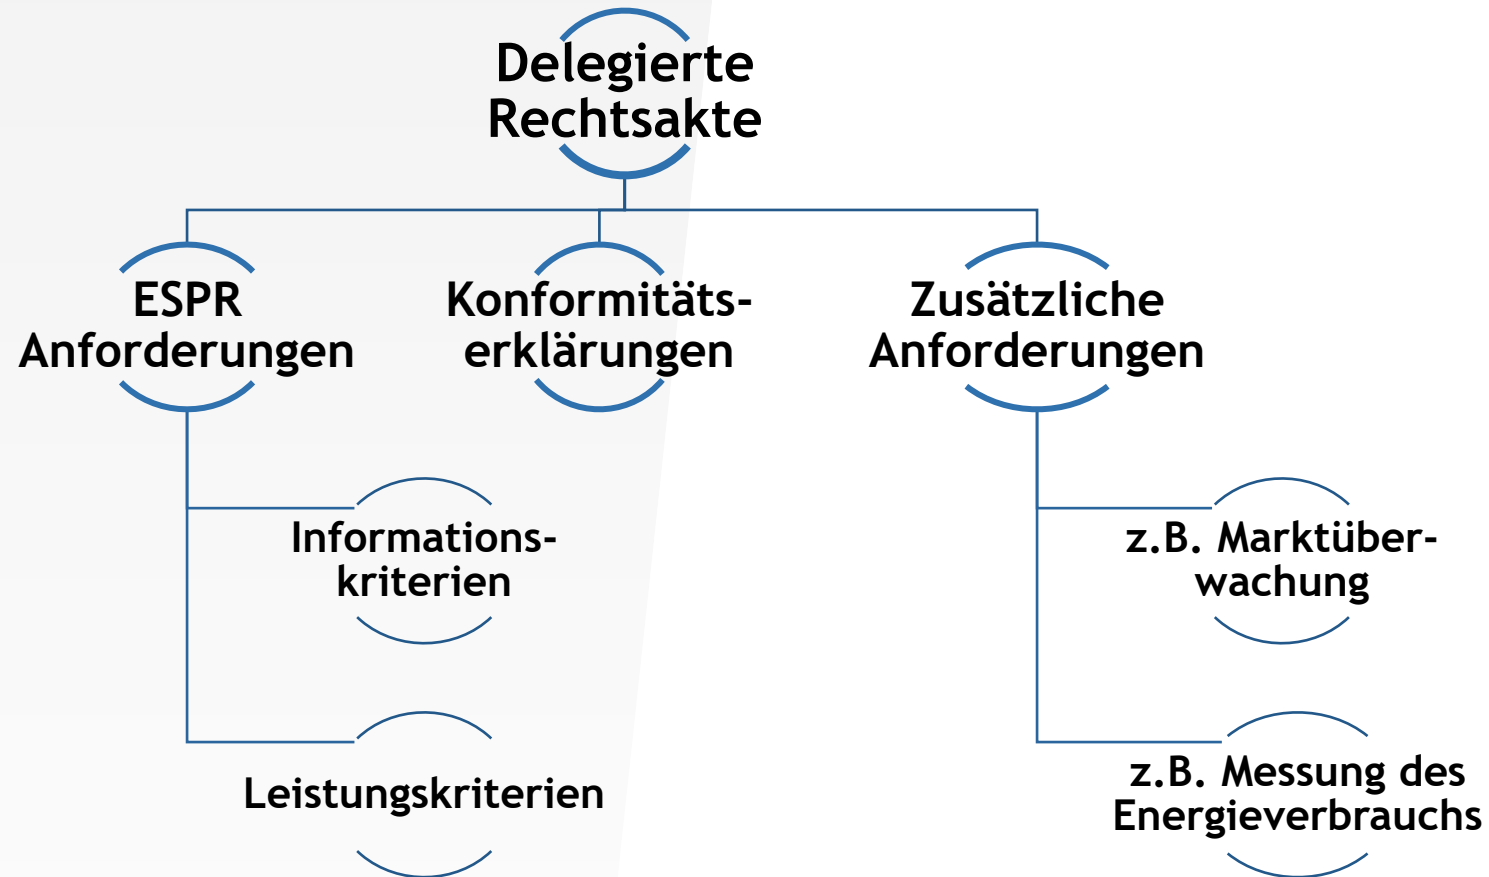 Delegierte
Rechtsakte
ESPR
Anforderungen
Konformitäts-
erklärungen
Zusätzliche
Anforderungen
Informations-
kriterien
Leistungskriterien
z.B. Marktüber-
wachung
z.B. Messung des
Energieverbrauchs